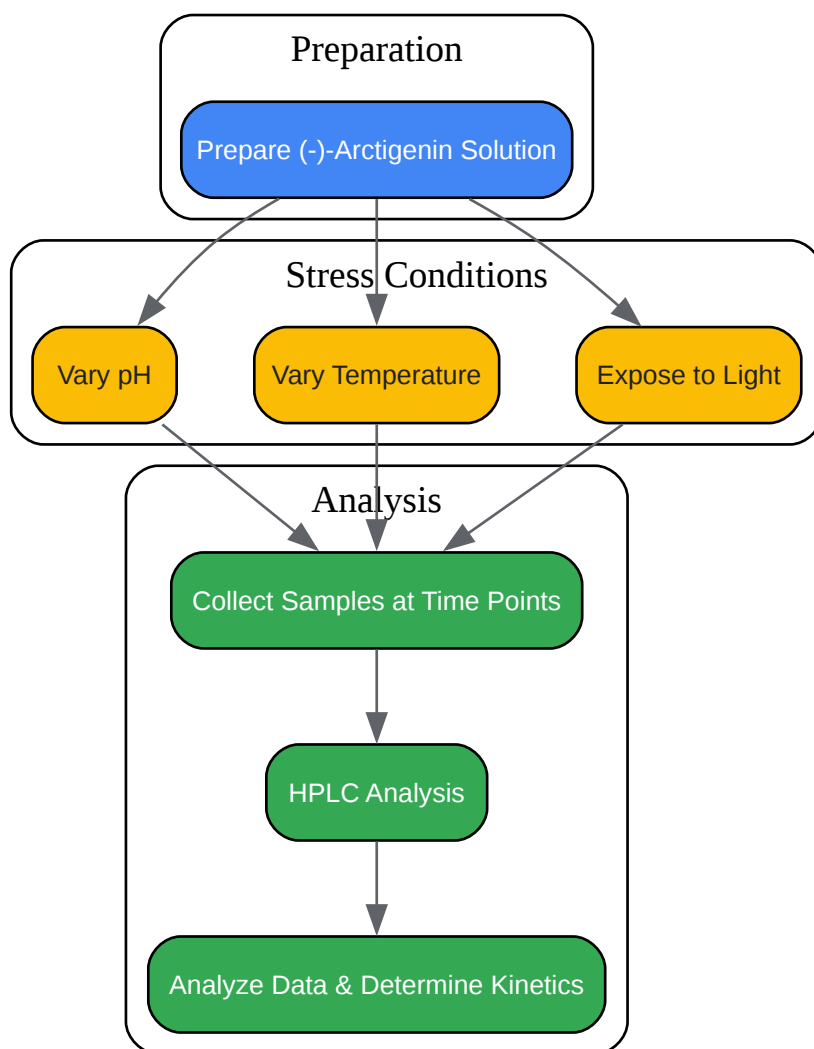 Preparation
Prepare (-)-Arctigenin Solution
Stress Conditions
Vary pH
Vary Temperature
Expose to Light
Analysis
Collect Samples at Time Points
HPLC Analysis
Analyze Data & Determine Kinetics